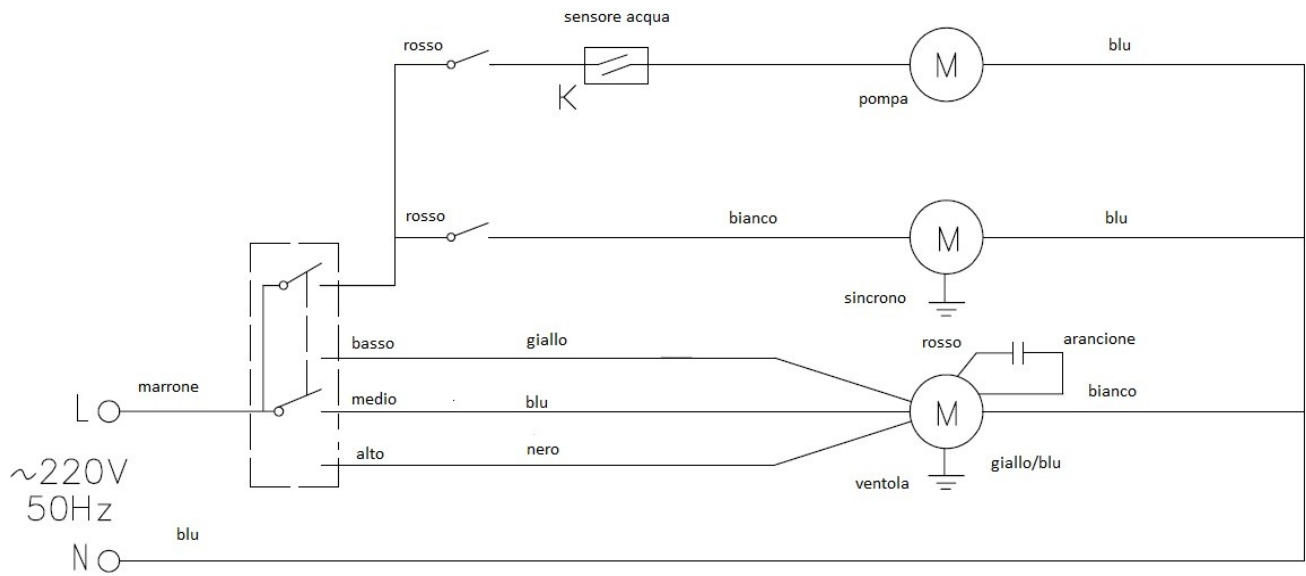 sensore acqua
rosso
blu
K
M
pompa
rosso
bianco
blu
M
sincrono
basso
giallo
rosso
arancione
marrone
L
medio
blu
M
bianco
alto
nero
~220V
ventola
giallo/blu
50Hz
blu
N